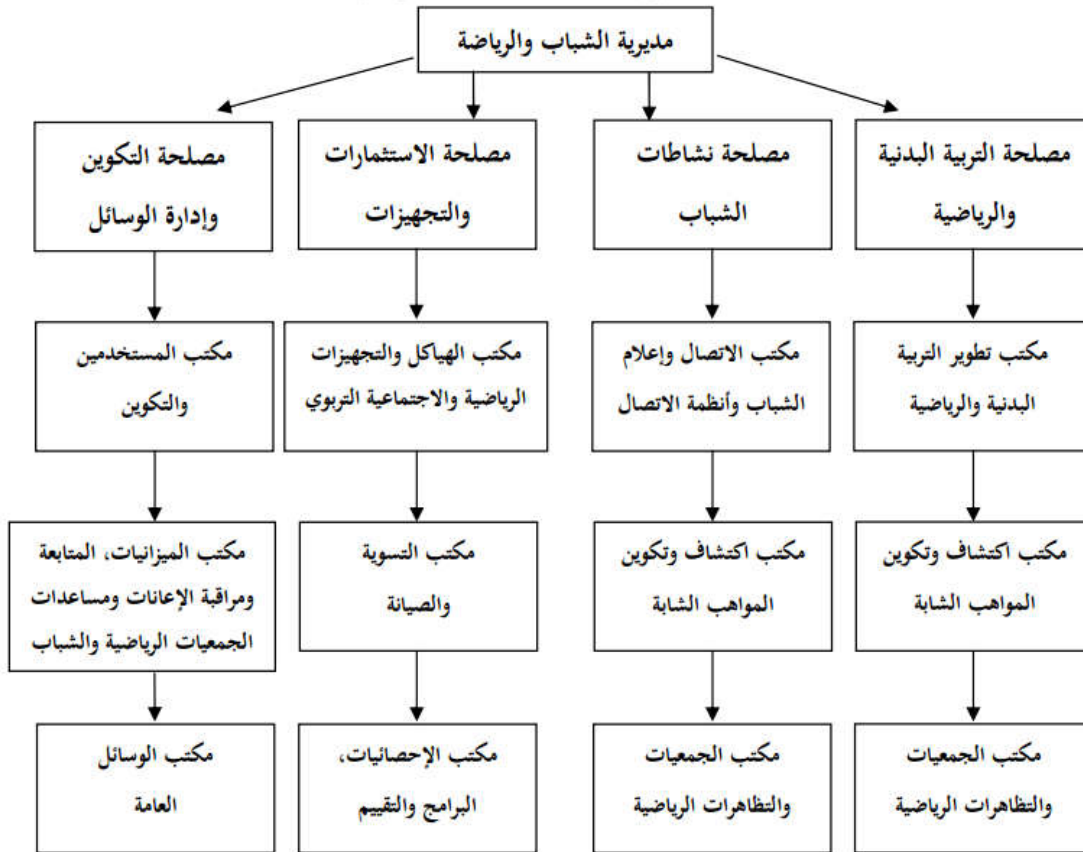 مديرية الشباب والرياضة
مصلحة التربية البدنية
والرياضية
مصلحة نشاطات
الشباب
مصلحة الاستثمارات
والتجهيزات
مصلحة التكوين
وإدارة الوسائل
مكتب تطوير التربية
البدنية والرياضية
مكتب الاتصال وإعلام
الشباب وأنظمة الاتصال
مكتب الهياكل والتجهيزات
الرياضية والاجتماعية التربوي
مكتب المستخدمين
والتكوين
مكتب اكتشاف وتكوين
المواهب الشابة
مكتب اكتشاف وتكوين
المواهب الشابة
مكتب التسوية
والصيانة
مكتب الميزانيات، المتابعة
ومراقبة الإعانات ومساعدات
الجمعيات الرياضية والشباب
مكتب الجمعيات
والتظاهرات الرياضية
مكتب الجمعيات
والتظاهرات الرياضية
مكتب الإحصائيات،
البرامج والتقييم
مكتب الوسائل
العامة